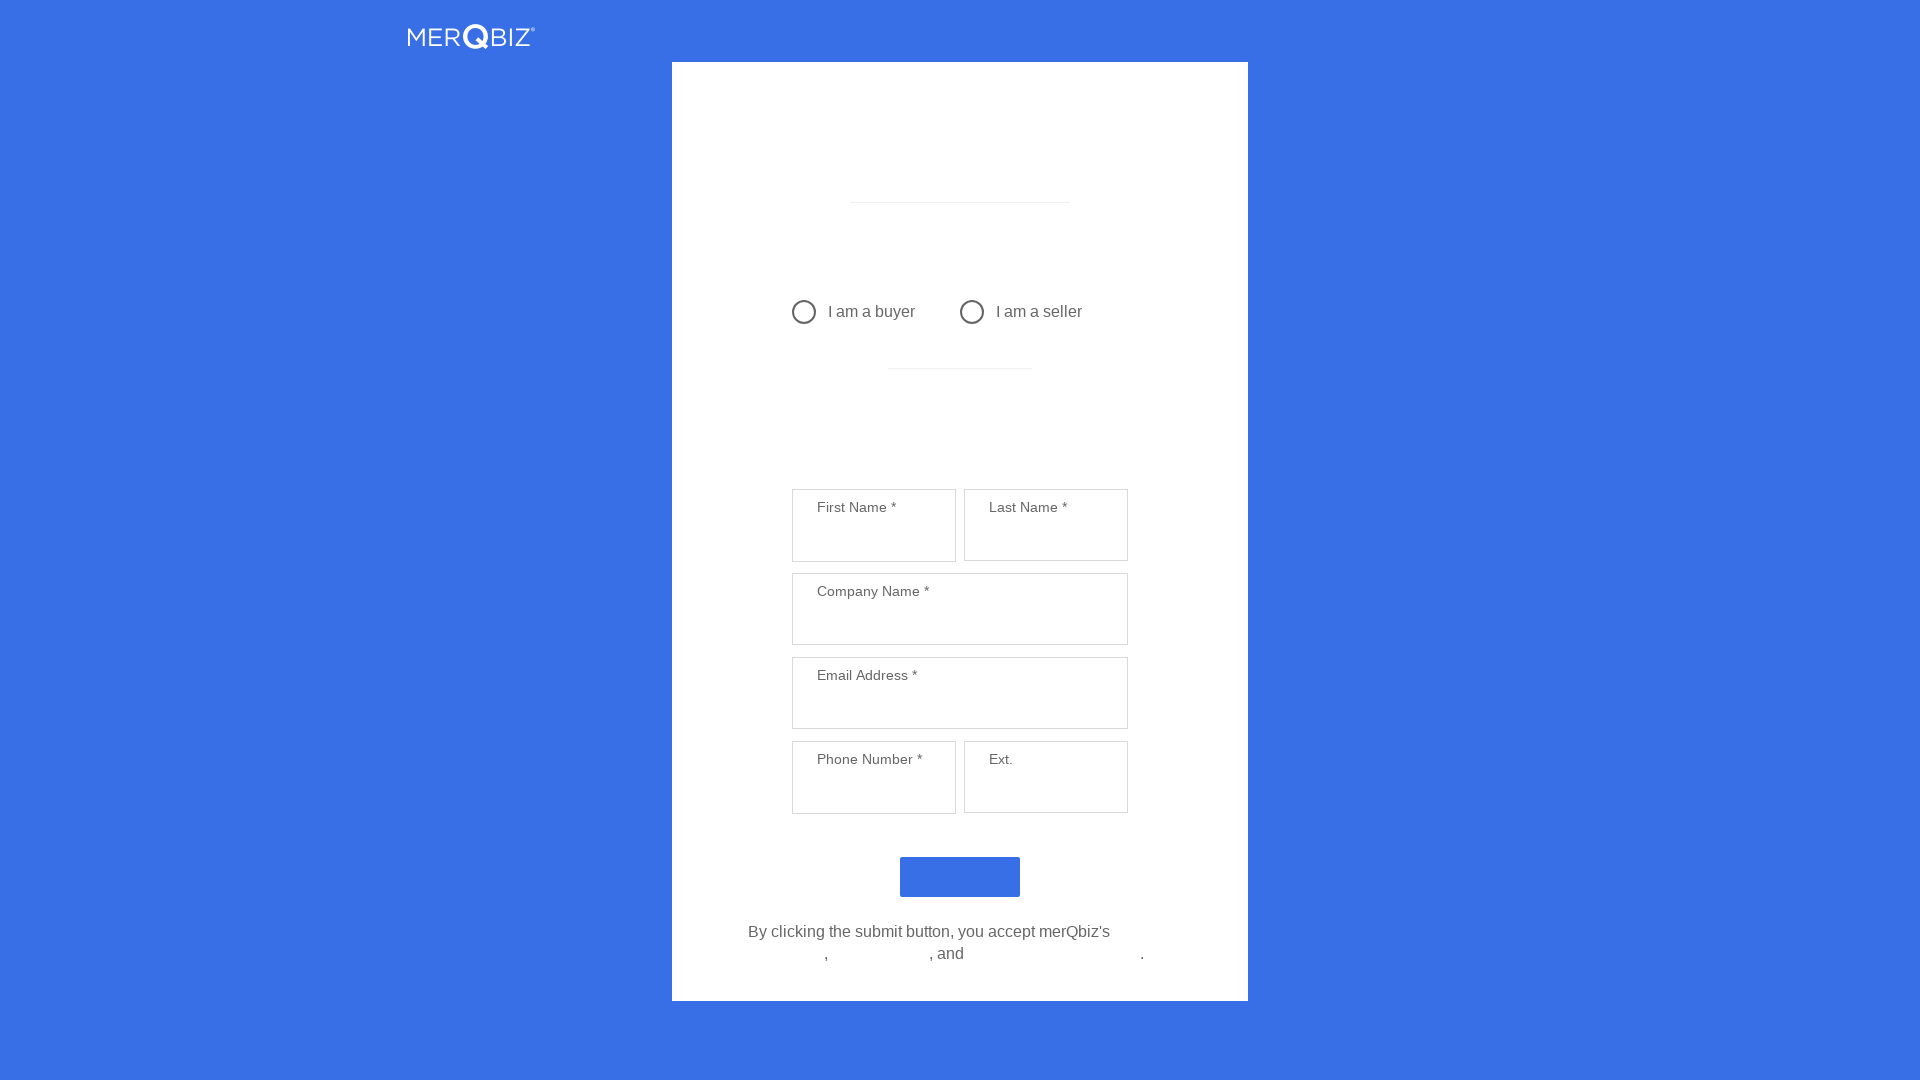 MERQBIZ®
I am a buyer
I am a seller
First Name *
Last Name *
Company Name *
Email Address *
Phone Number *
Ext.
By clicking the submit button, you accept merQbiz's
, , and .